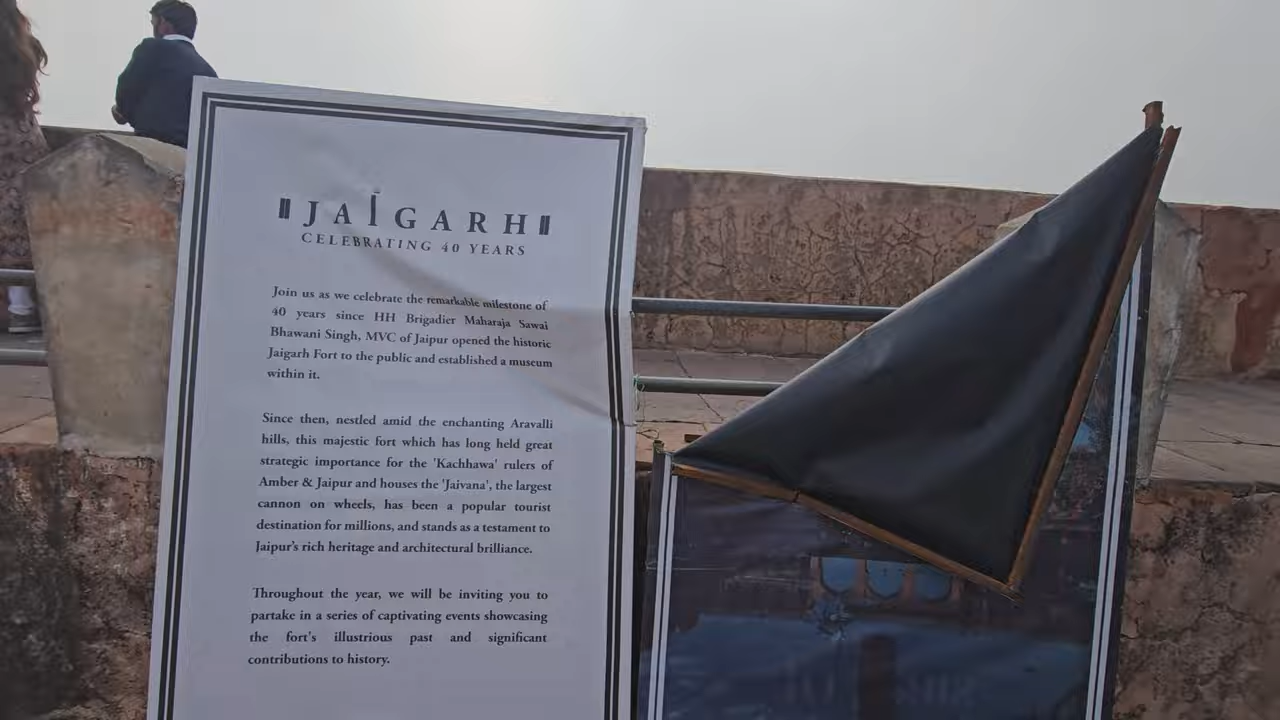 JAIGARH
CELEBRATING 40 YEARS
Join us as we celebrate the remarkable milestone of
40 years since HH Brigadier Maharaja Sawai
Bhawani Singh, MVC of Jaipur opened the historic
Jaigarh Fort to the public and established a museum
within it.
Since then, nestled amid the enchanting Aravalli
hills, this majestic fort which has long held great
strategic importance for the 'Kachhawa' rulers of
Amber & Jaipur and houses the 'Jaivana', the largest
cannon on wheels, has been a popular tourist
destination for millions, and stands as a testament to
Jaipur's rich heritage and architectural brilliance.
Throughout the year, we will be inviting you to
partake in a series of captivating events showcasing
the fort's illustrious past and significant
contributions to history.